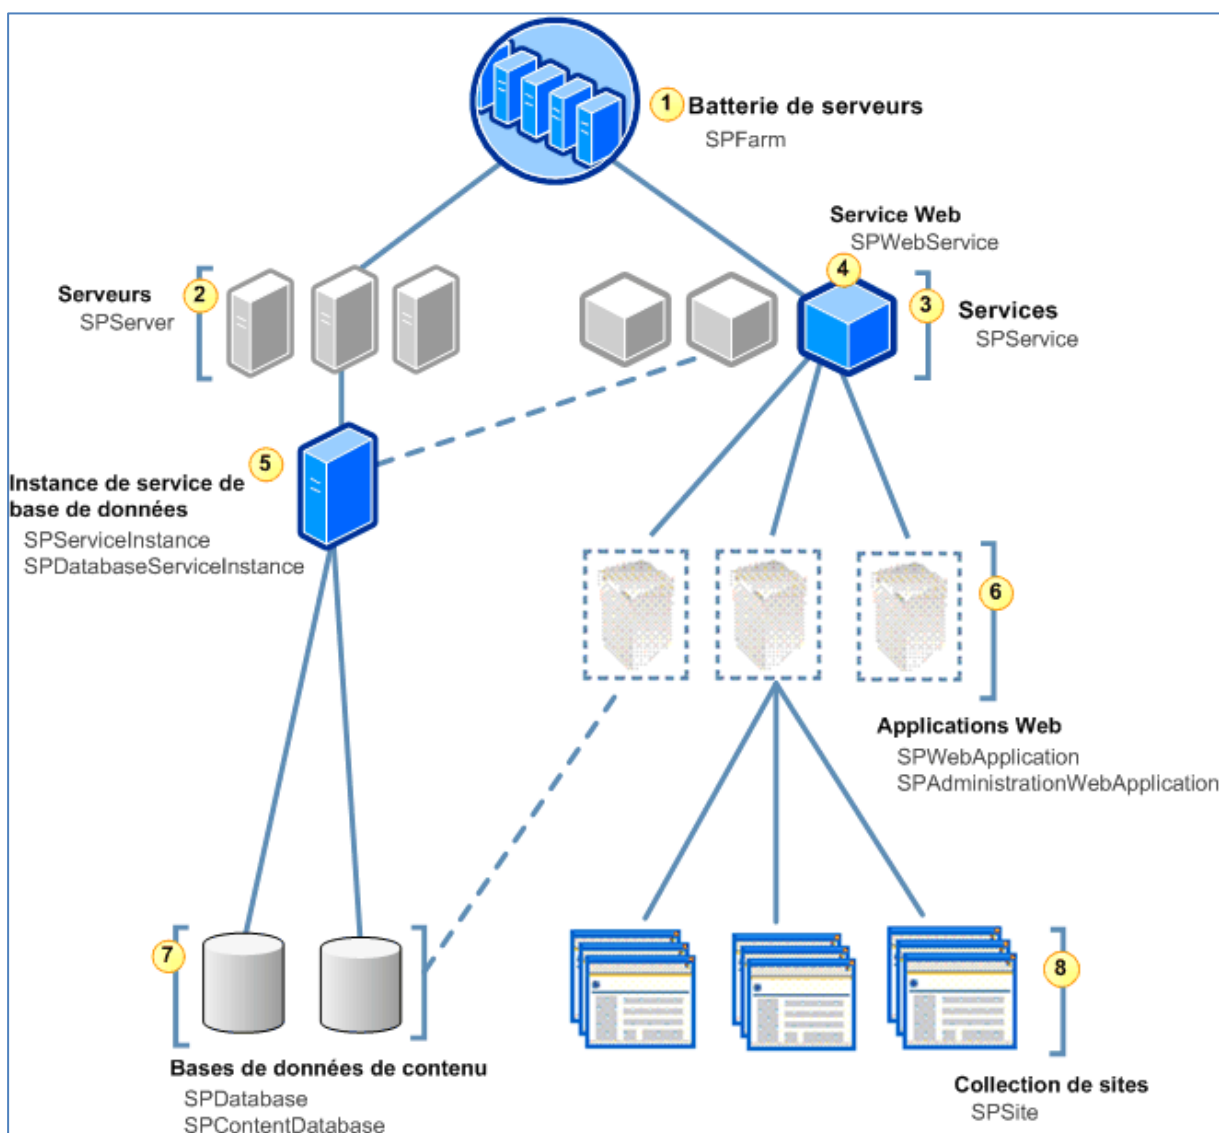 1 Batterie de serveurs
SPFarm
Service Web
SPWebService
4
Serveurs 2
SPServer
3 Services
SPService
5
Instance de service de
base de données
SPServiceInstance
SPDatabaseServiceInstance
6
Applications Web
SPWebApplication
SPAdministrationWebApplication
7
8
Bases de données de contenu
SPDatabase
SPContentDatabase
Collection de sites
SPSite